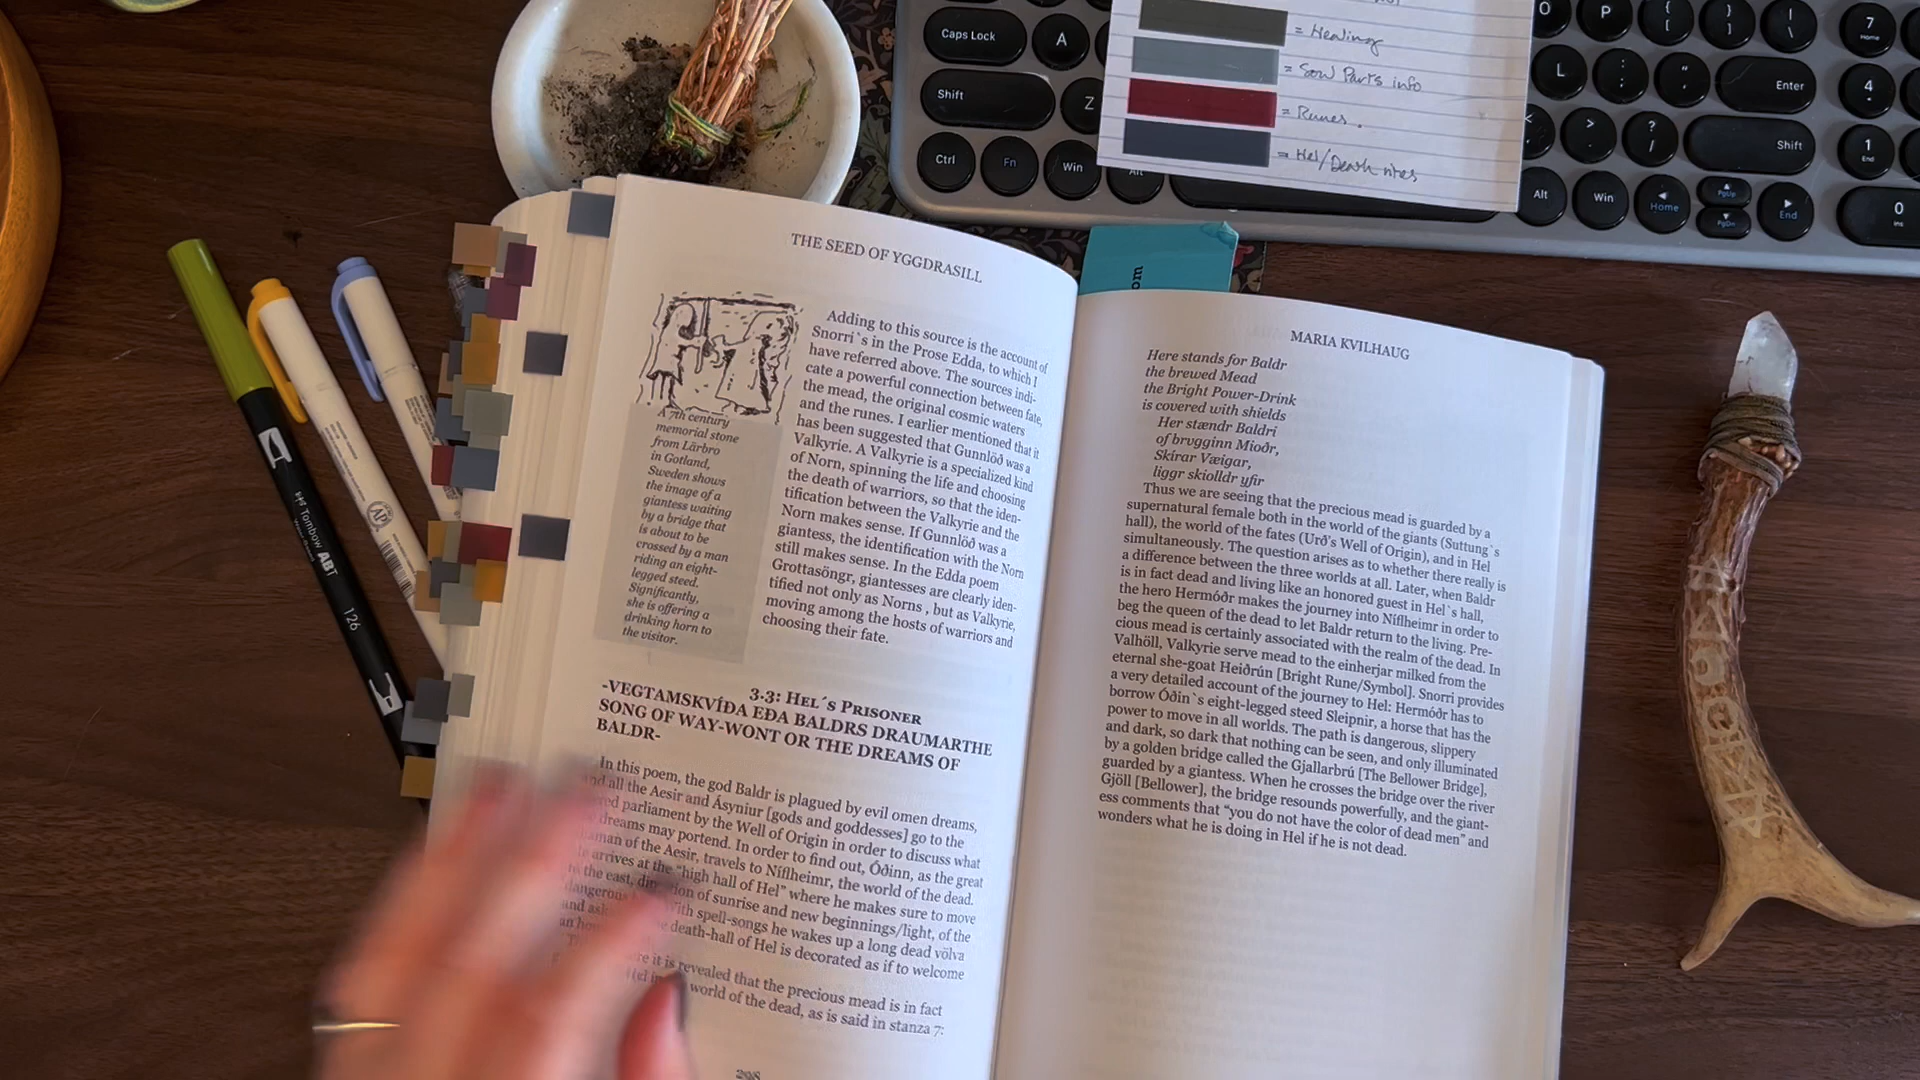 Caps Lock
A
Shift
Z
Ctrl
Fn
Win
Alt
= Healing
= Soul Parts info
= Runes.
= Hel/Death rites
O
P
{
[
}
]
|
\
7
Home
L
:
;
"
Enter
4
<
>
.
?
/
Shift
1
End
Alt
Win
Home
PgUp
PgDn
End
0
Ins
Tombow ABT
126
om
THE SEED OF YGGDRASILL
A 7th century
memorial stone
from Lärbro
in Gotland,
Sweden shows
the image of a
giantess waiting
by a bridge that
is about to be
crossed by a man
riding an eight-
legged steed.
Significantly,
she is offering a
drinking horn to
the visitor.
Adding to this source is the account of
Snorri`s in the Prose Edda, to which I
have referred above. The sources indi-
cate a powerful connection between fate,
the mead, the original cosmic waters
and the runes. I earlier mentioned that it
has been suggested that Gunnlöð was a
Valkyrie. A Valkyrie is a specialized kind
of Norn, spinning the life and choosing
the death of warriors, so that the iden-
tification between the Valkyrie and the
Norn makes sense. If Gunnlöð was a
giantess, the identification with the Norn
still makes sense. In the Edda poem
Grottasöngr, giantesses are clearly iden-
tified not only as Norns , but as Valkyrie,
moving among the hosts of warriors and
choosing their fate.
3.3: Hel´s Prisoner
-VEGTAMSKVÍÐA EÐA BALDRS DRAUMARTHE
SONG OF WAY-WONT OR THE DREAMS OF
BALDR-
In this poem, the god Baldr is plagued by evil omen dreams,
and all the Aesir and Ásyniur [gods and goddesses] go to the
parliament by the Well of Origin in order to discuss what
dreams may portend. In order to find out, Óðinn, as the great
of the Aesir, travels to Níflheimr, the world of the dead.
arrives at the "high hall of Hel" where he makes sure to move
the east, of sunrise and new beginnings/light, of the
With spell-songs he wakes up a long dead völva
and death-hall of Hel is decorated as if to welcome
it is revealed that the precious mead is in fact
world of the dead, as is said in stanza 7:
298
MARIA KVILHAUG
Here stands for Baldr
the brewed Mead
the Bright Power-Drink
is covered with shields
Her stændr Baldri
of brvgginn Mioðr,
Skírar Væigar,
liggr skiolldr yfir
Thus we are seeing that the precious mead is guarded by a
supernatural female both in the world of the giants (Suttung`s
hall), the world of the fates (Urð's Well of Origin), and in Hel
simultaneously. The question arises as to whether there really is
a difference between the three worlds at all. Later, when Baldr
is in fact dead and living like an honored guest in Hel`s hall,
the hero Hermóðr makes the journey into Níflheimr in order to
beg the queen of the dead to let Baldr return to the living. Pre-
cious mead is certainly associated with the realm of the dead. In
Valhöll, Valkyrie serve mead to the einherjar milked from the
eternal she-goat Heiðrún [Bright Rune/Symbol]. Snorri provides
a very detailed account of the journey to Hel: Hermóðr has to
borrow Óðin`s eight-legged steed Sleipnir, a horse that has the
power to move in all worlds. The path is dangerous, slippery
and dark, so dark that nothing can be seen, and only illuminated
by a golden bridge called the Gjallarbrú [The Bellower Bridge],
guarded by a giantess. When he crosses the bridge over the river
Gjöll [Bellower], the bridge resounds powerfully, and the giant-
ess comments that "you do not have the color of dead men" and
wonders what he is doing in Hel if he is not dead.